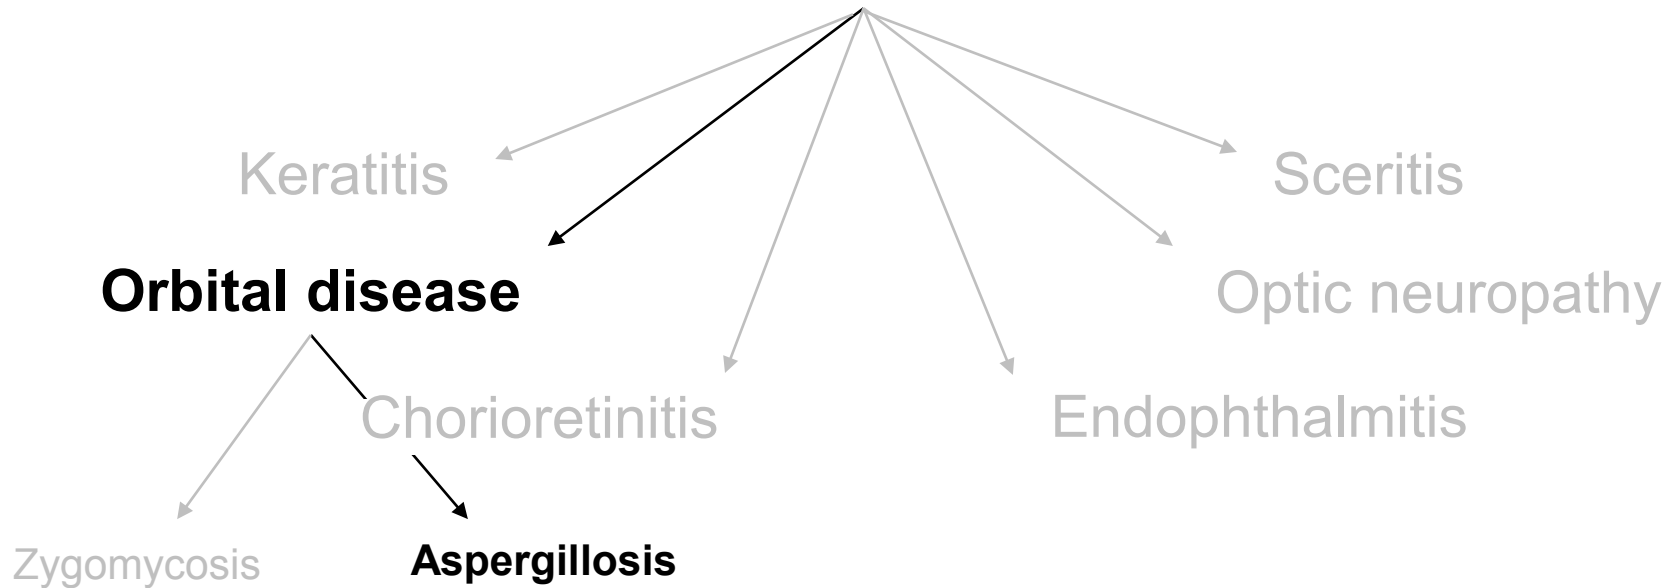 Keratitis
Sceritis
Orbital disease
Optic neuropathy
Chorioretinitis
Endophthalmitis
Zygomycosis
Aspergillosis